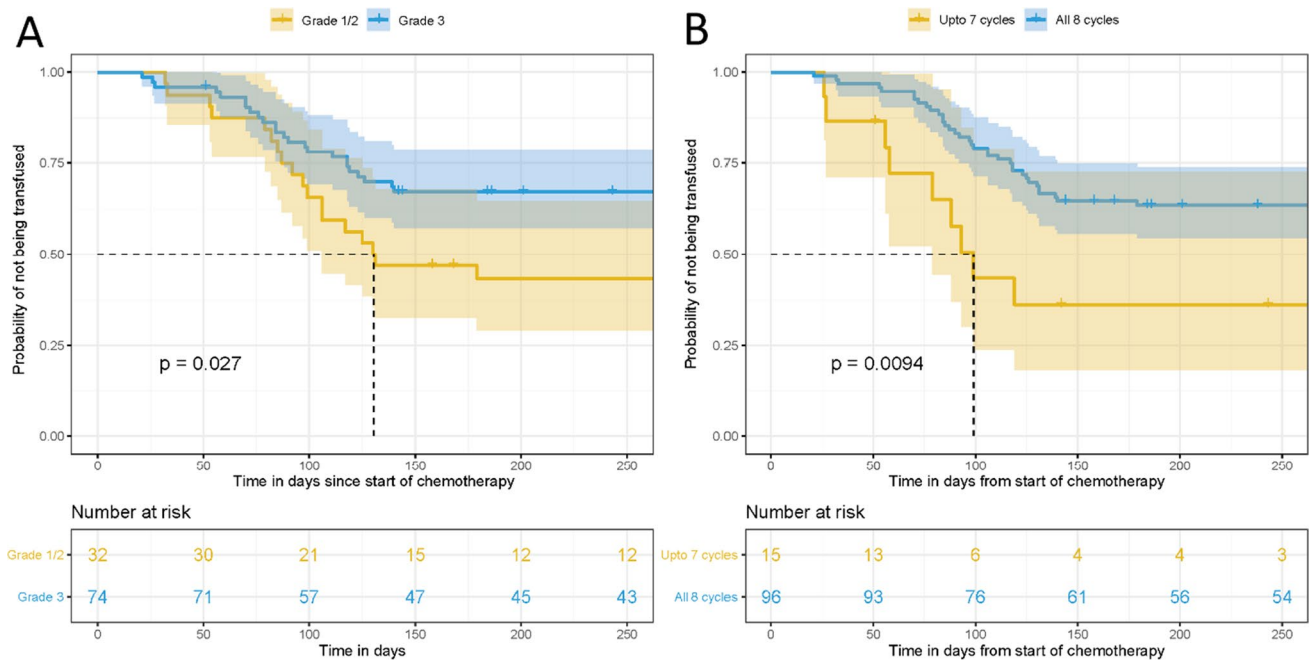 A
Grade 1/2 Grade 3
Probability of not being transfused
1.00
0.75
0.50
0.25
0.00
p = 0.027
0 50 100 150 200 250
Time in days since start of chemotherapy
Number at risk
Grade 1/2 32 30 21 15 12 12
Grade 3 74 71 57 47 45 43
0 50 100 150 200 250
Time in days
B
Upto 7 cycles All 8 cycles
Probability of not being transfused
1.00
0.75
0.50
0.25
0.00
p = 0.0094
0 50 100 150 200 250
Time in days from start of chemotherapy
Number at risk
Upto 7 cycles 15 13 6 4 4 3
All 8 cycles 96 93 76 61 56 54
0 50 100 150 200 250
Time in days from start of chemotherapy